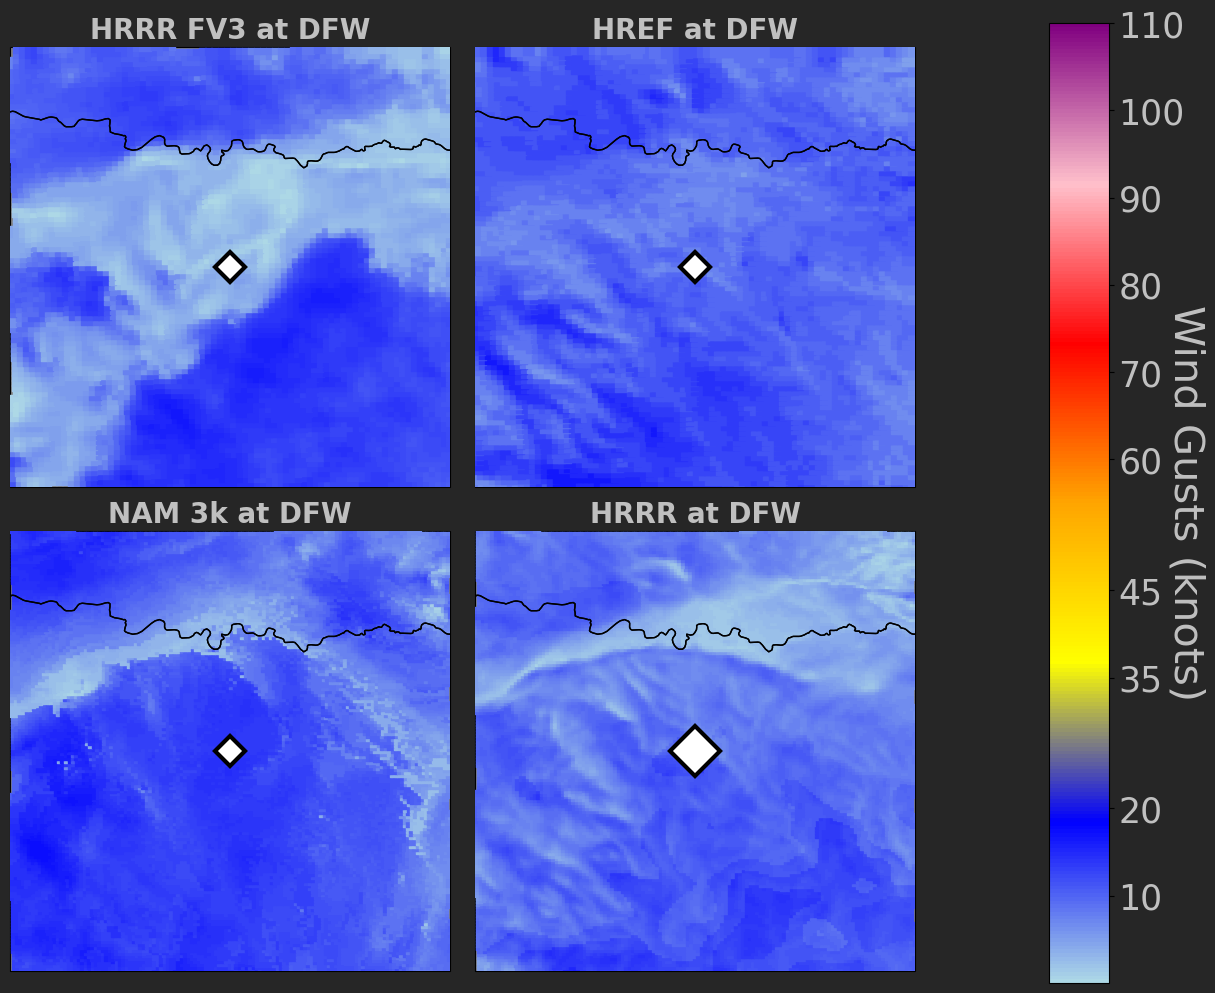 HRRR FV3 at DFW
HREF at DFW
NAM 3k at DFW
HRRR at DFW
110
100
90
80
70
60
45
35
20
10
Wind Gusts (knots)